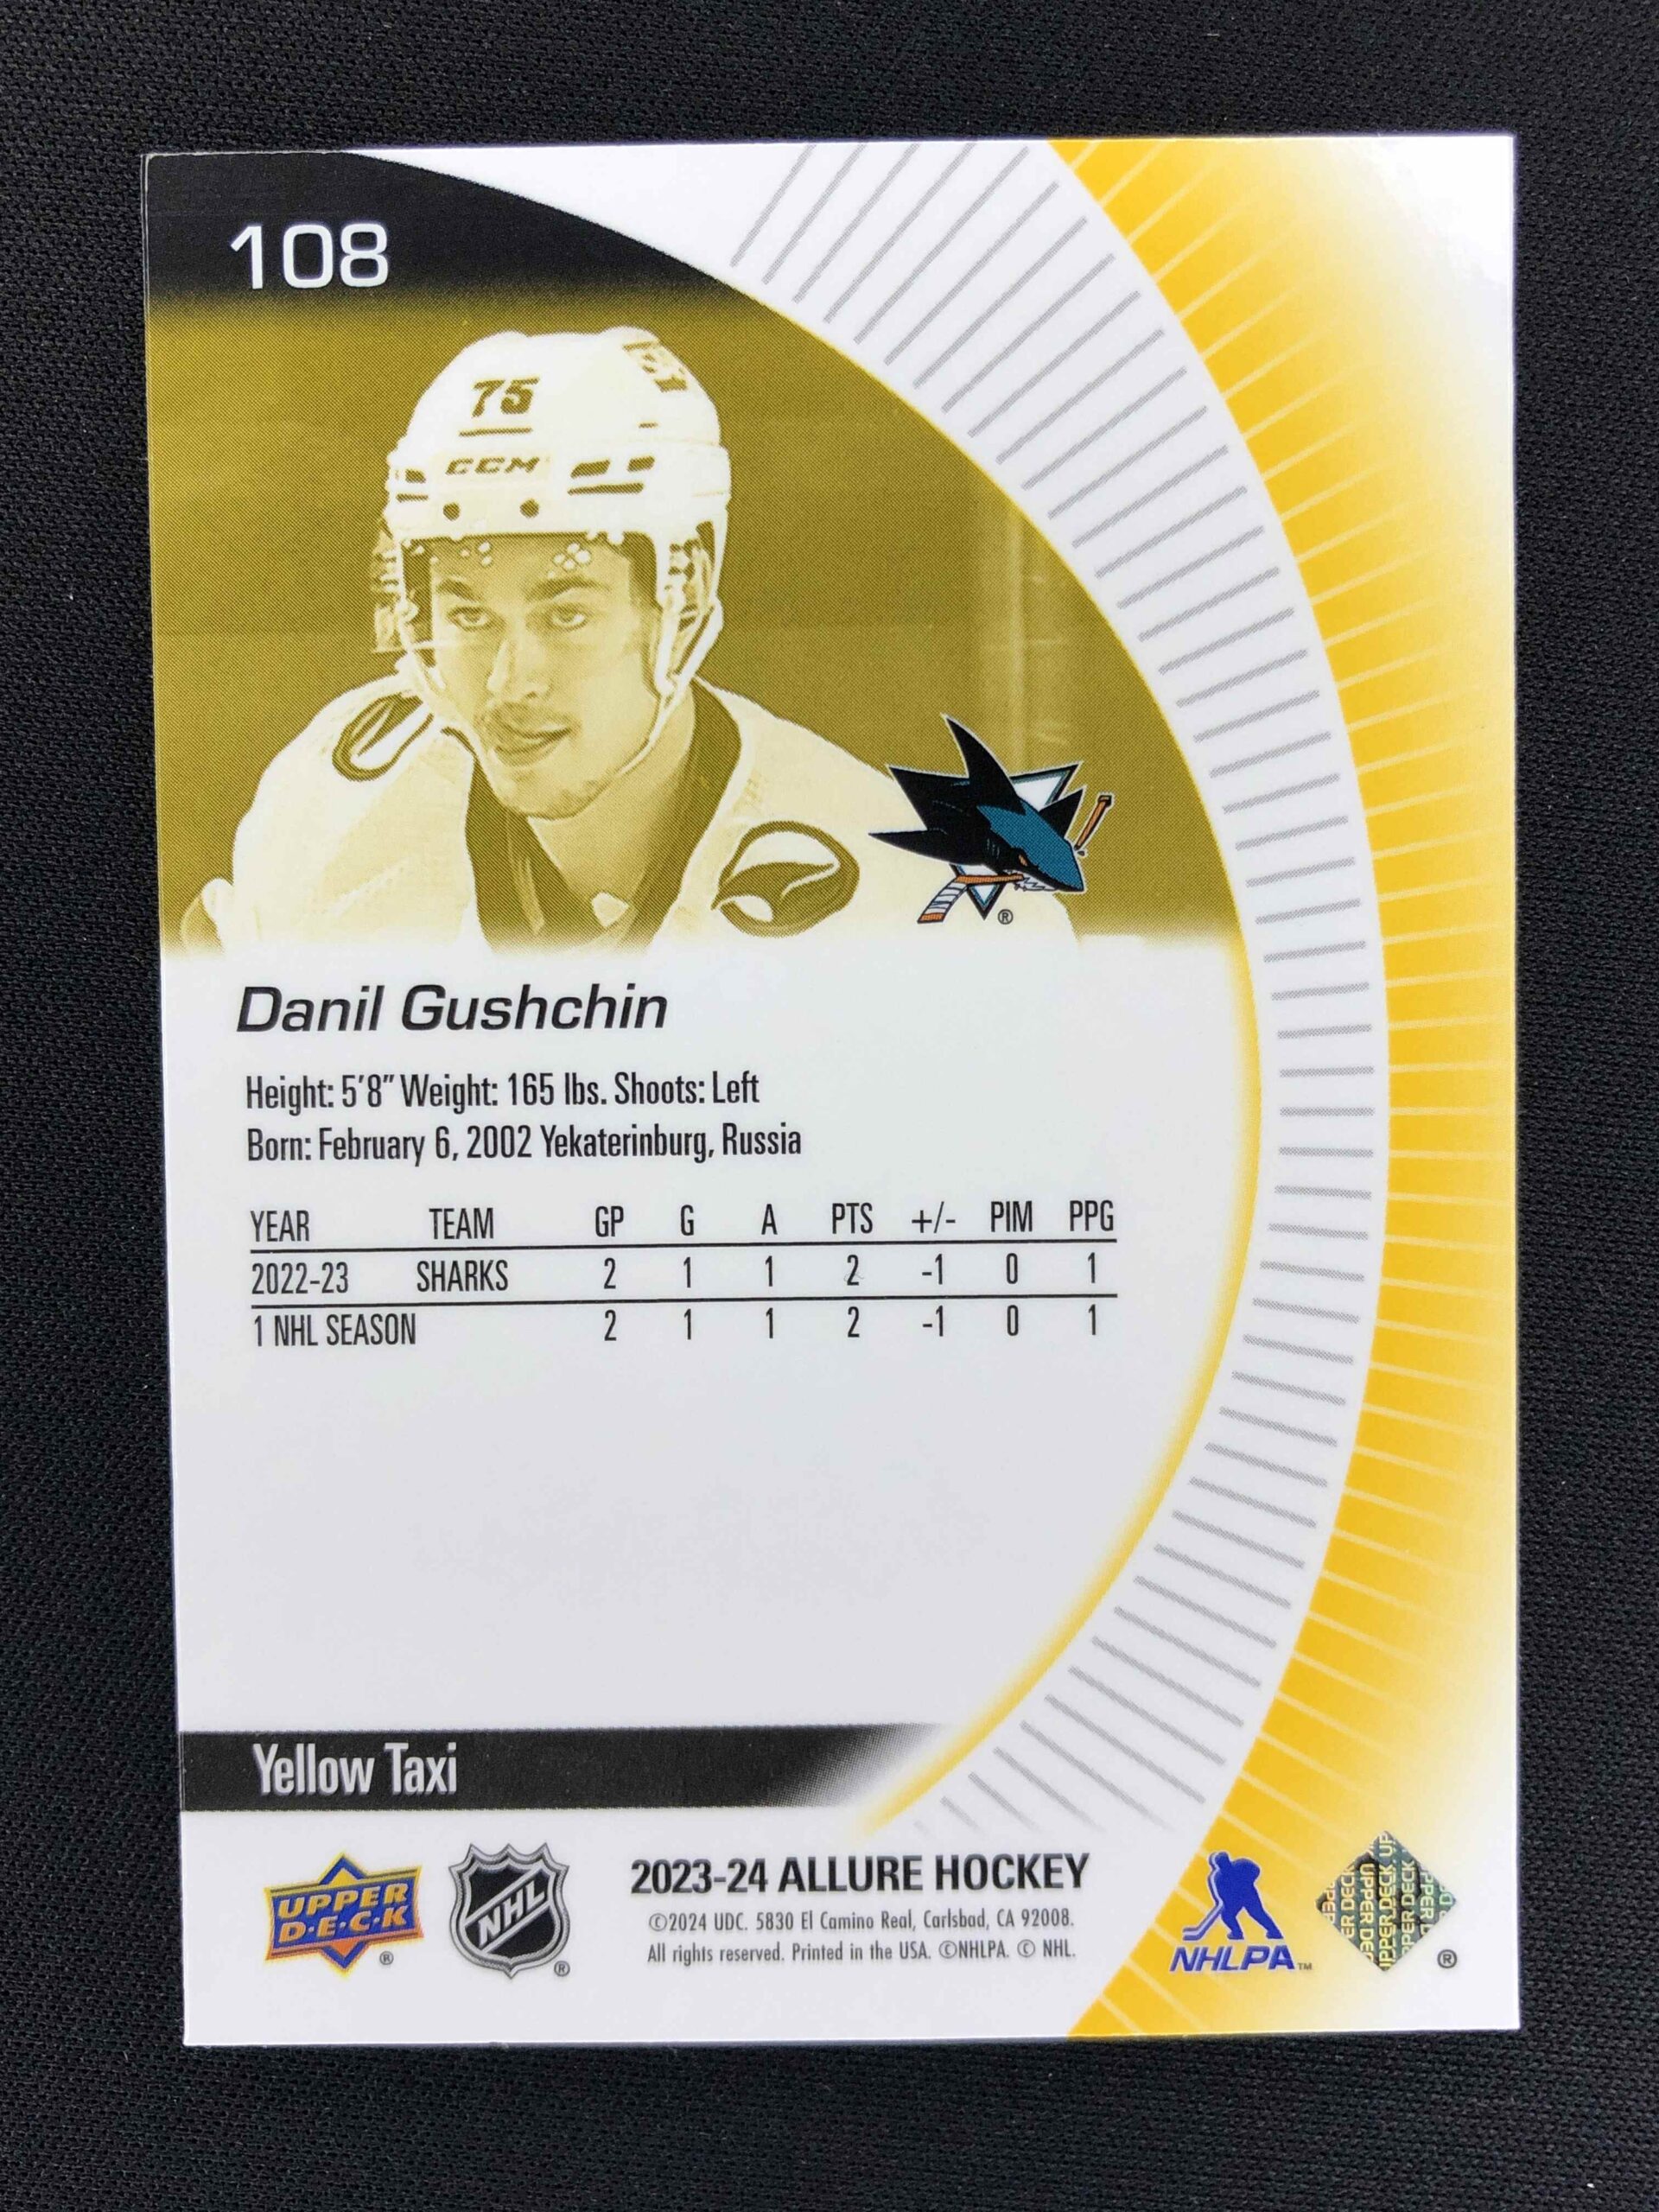 108
75
CCM
®
Danil Gushchin
Height: 5'8" Weight: 165 lbs. Shoots: Left
Born: February 6, 2002 Yekaterinburg, Russia
YEAR TEAM GP G A PTS +/- PIM PPG
2022-23 SHARKS 2 1 1 2 -1 0 1
1 NHL SEASON 2 1 1 2 -1 0 1
Yellow Taxi
UPPER
D·E·C·K
®
NHL
®
2023-24 ALLURE HOCKEY
©2024 UDC. 5830 El Camino Real, Carlsbad, CA 92008.
All rights reserved. Printed in the USA. ©NHLPA. © NHL.
NHLPA™
UPPER DECK
®